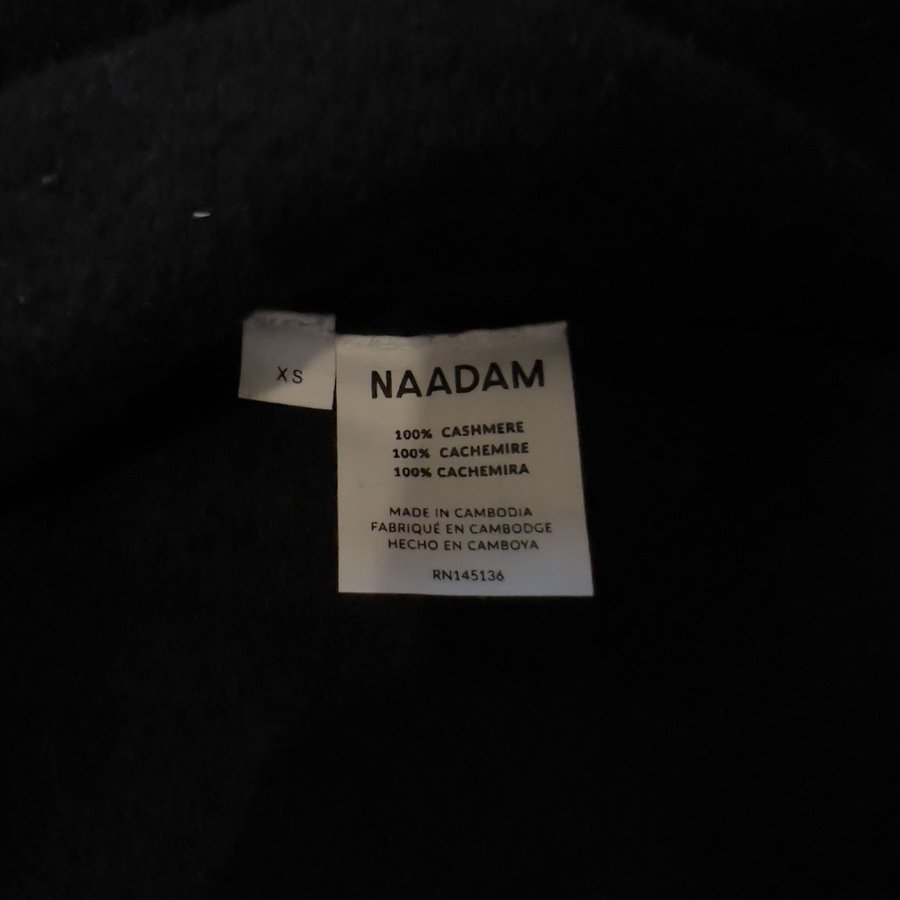 XS
NAADAM
100% CASHMERE
100% CACHEMIRE
100% CACHEMIRA
MADE IN CAMBODIA
FABRIQUÉ EN CAMBODGE
HECHO EN CAMBOYA
RN145136